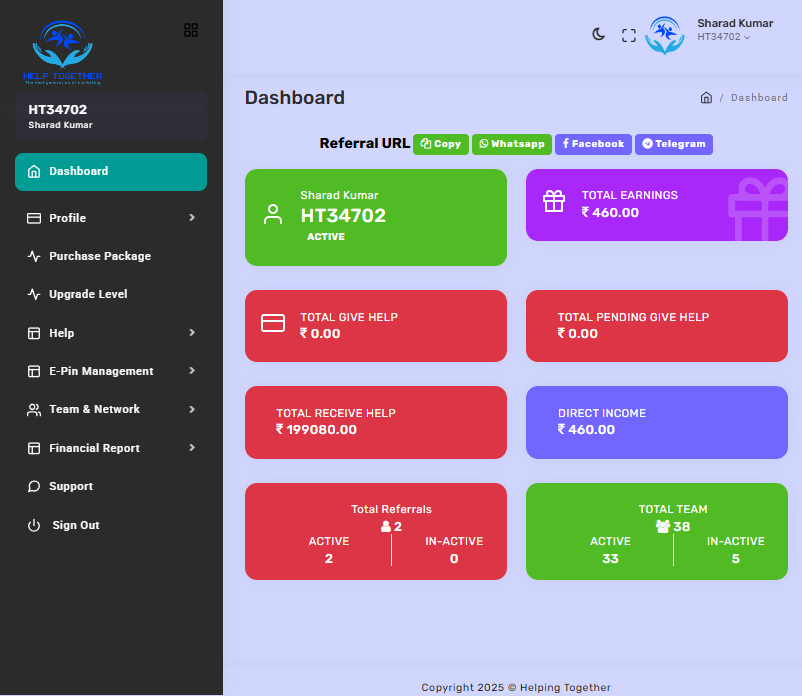 HELP TOGETHER
HT34702
Sharad Kumar
Dashboard
Profile
Purchase Package
Upgrade Level
Help
E-Pin Management
Team & Network
Financial Report
Support
Sign Out
Sharad Kumar
HT34702
Dashboard
/ Dashboard
Referral URL Copy Whatsapp Facebook Telegram
Sharad Kumar
HT34702
ACTIVE
TOTAL EARNINGS
₹ 460.00
TOTAL GIVE HELP
₹ 0.00
TOTAL PENDING GIVE HELP
₹ 0.00
TOTAL RECEIVE HELP
₹ 199080.00
DIRECT INCOME
₹ 460.00
Total Referrals
2
ACTIVE IN-ACTIVE
2 0
TOTAL TEAM
38
ACTIVE IN-ACTIVE
33 5
Copyright 2025 © Helping Together